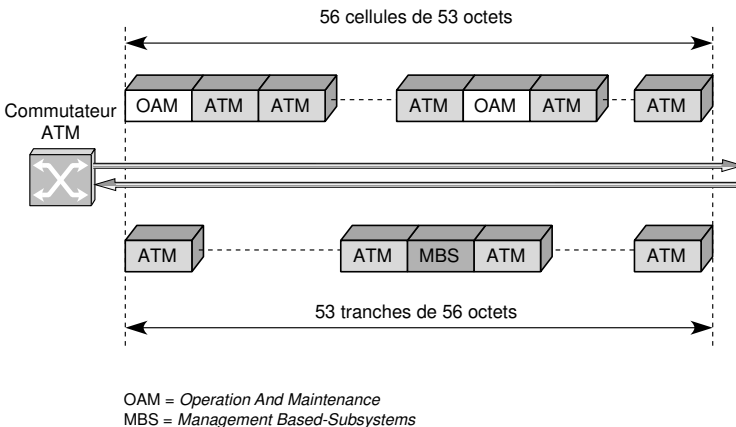 56 cellules de 53 octets
OAM ATM ATM ATM OAM ATM ATM
Commutateur
ATM
ATM ATM MBS ATM ATM
53 tranches de 56 octets
OAM = Operation And Maintenance
MBS = Management Based-Subsystems